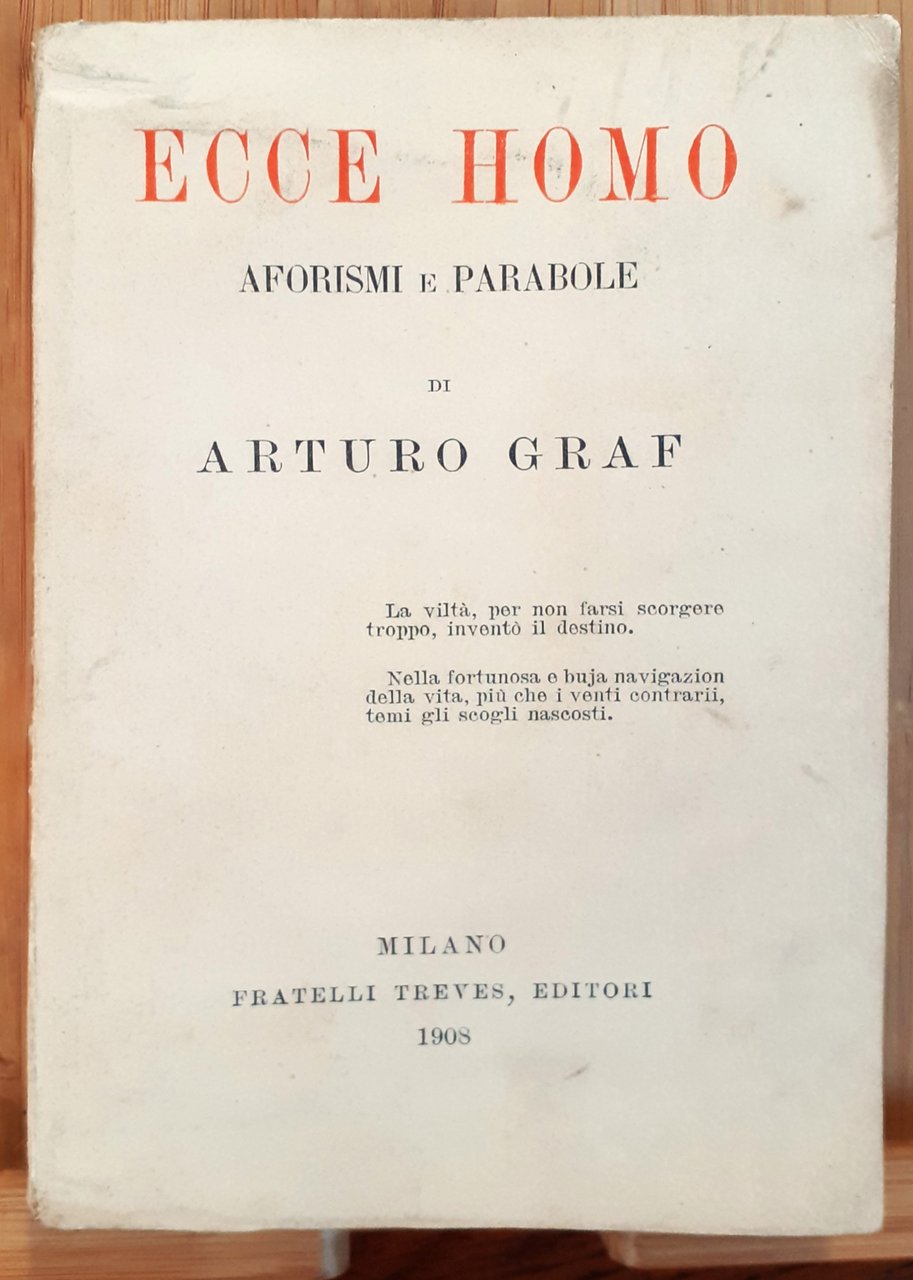 ECCE HOMO
AFORISMI E PARABOLE
DI
ARTURO GRAF
La viltà, per non farsi scorgere
troppo, inventò il destino.
Nella fortunosa e buja navigazion
della vita, più che i venti contrarii,
temi gli scogli nascosti.
MILANO
FRATELLI TREVES, EDITORI
1908